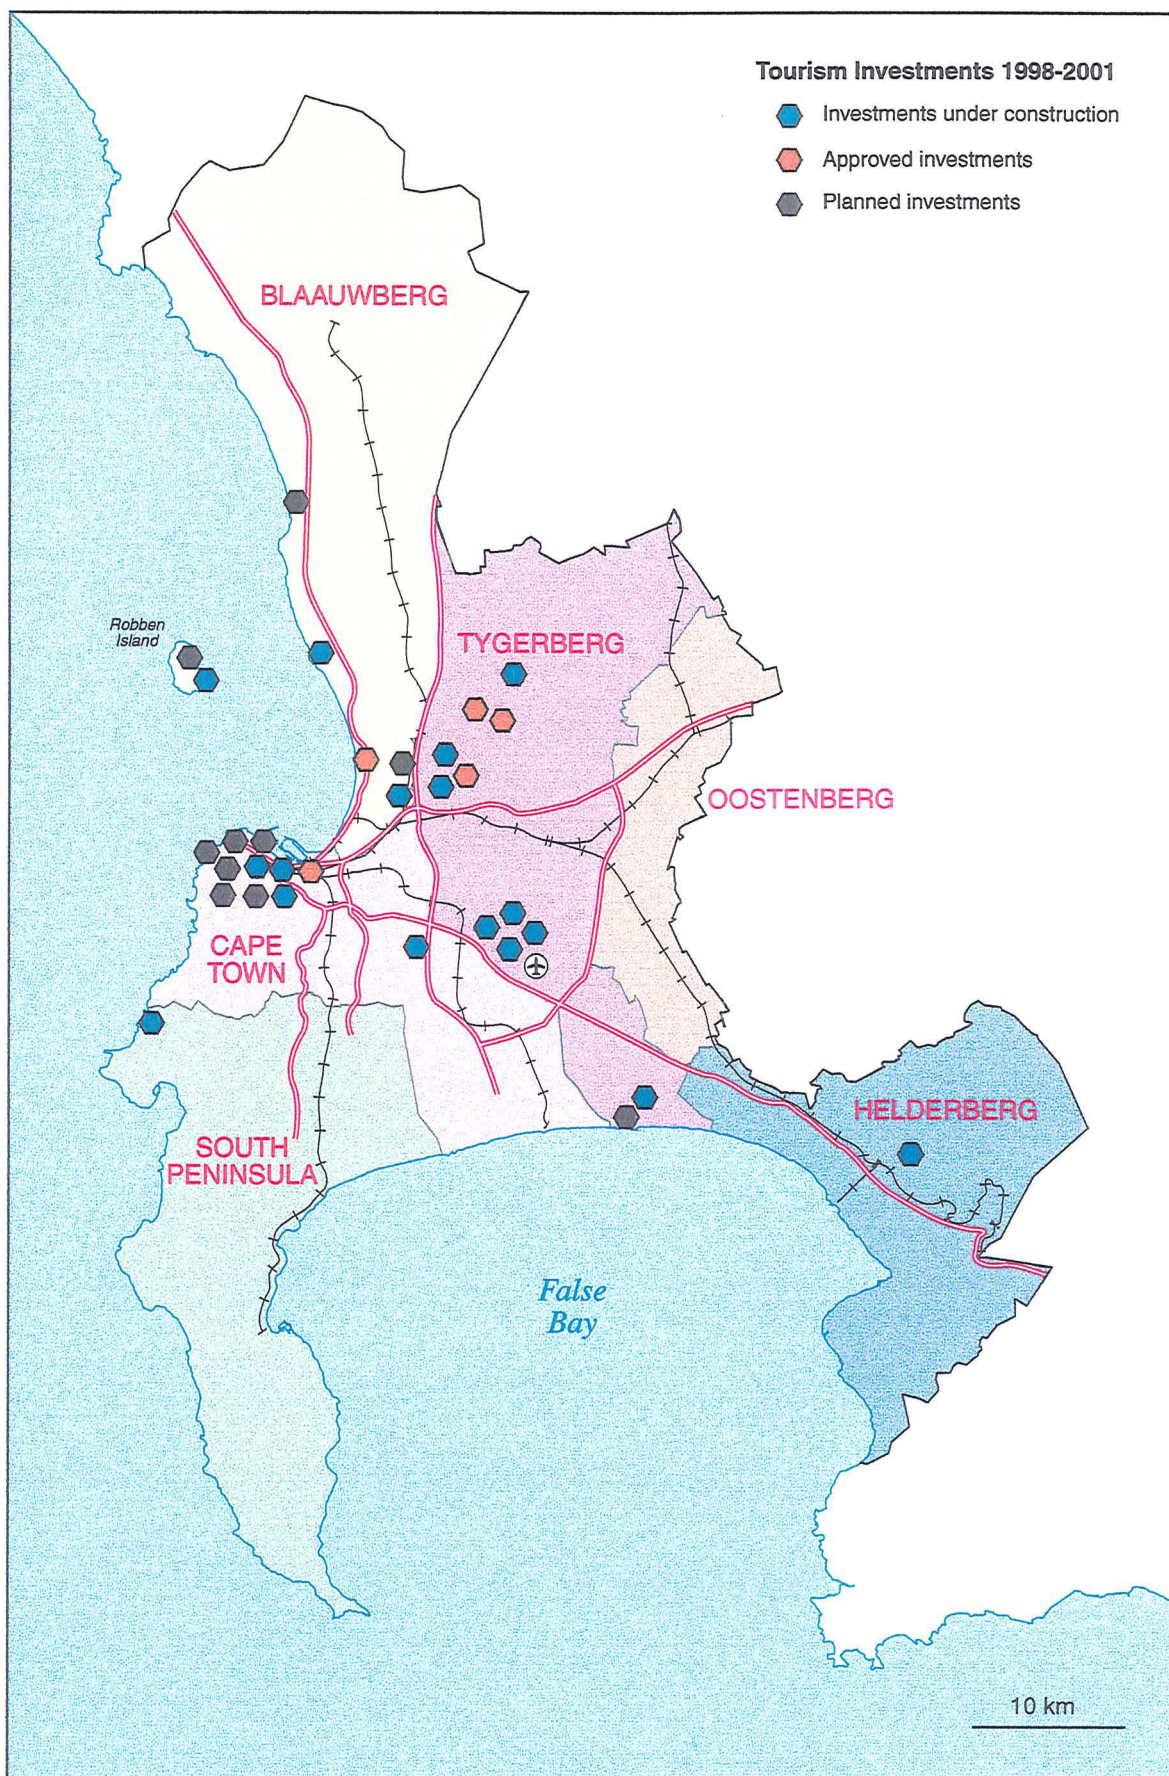 Tourism Investments 1998-2001
Investments under construction
Approved investments
Planned investments
BLAAUWBERG
Robben
Island
TYGERBERG
OOSTENBERG
CAPE
TOWN
HELDERBERG
SOUTH
PENINSULA
False
Bay
10 km